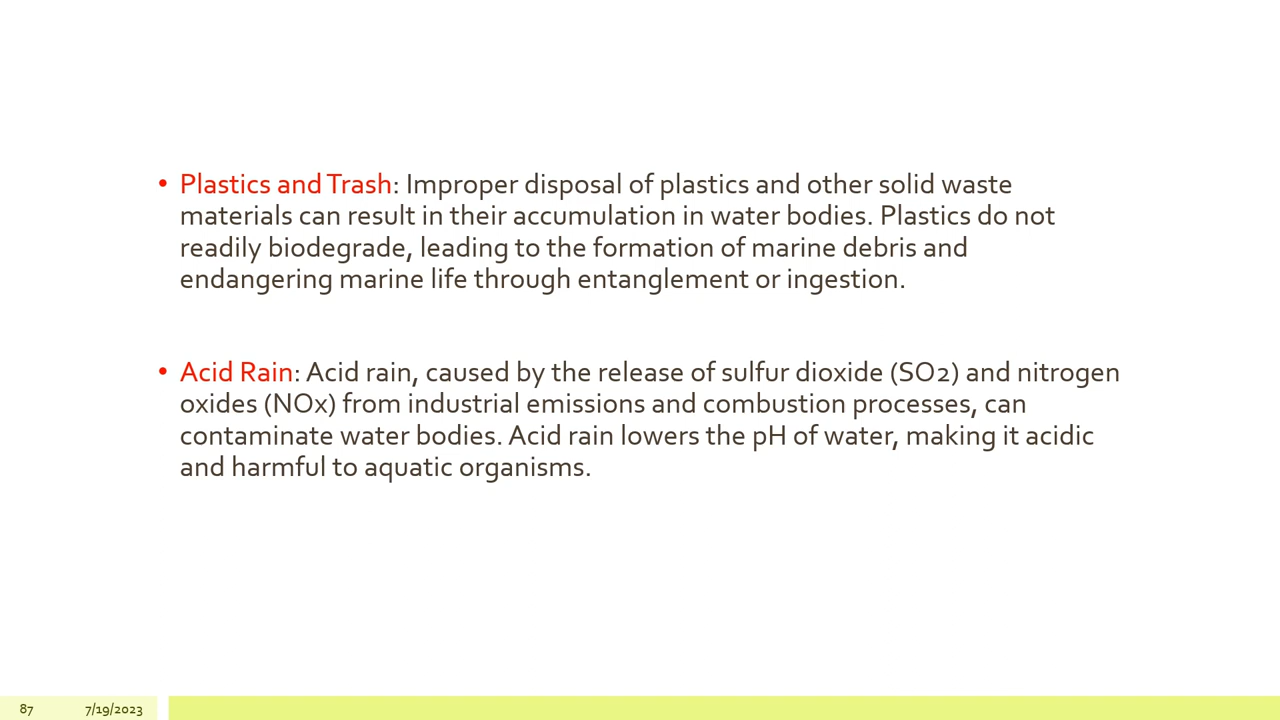 • Plastics and Trash: Improper disposal of plastics and other solid waste
materials can result in their accumulation in water bodies. Plastics do not
readily biodegrade, leading to the formation of marine debris and
endangering marine life through entanglement or ingestion.
• Acid Rain: Acid rain, caused by the release of sulfur dioxide (SO2) and nitrogen
oxides (NOx) from industrial emissions and combustion processes, can
contaminate water bodies. Acid rain lowers the pH of water, making it acidic
and harmful to aquatic organisms.
87 7/19/2023